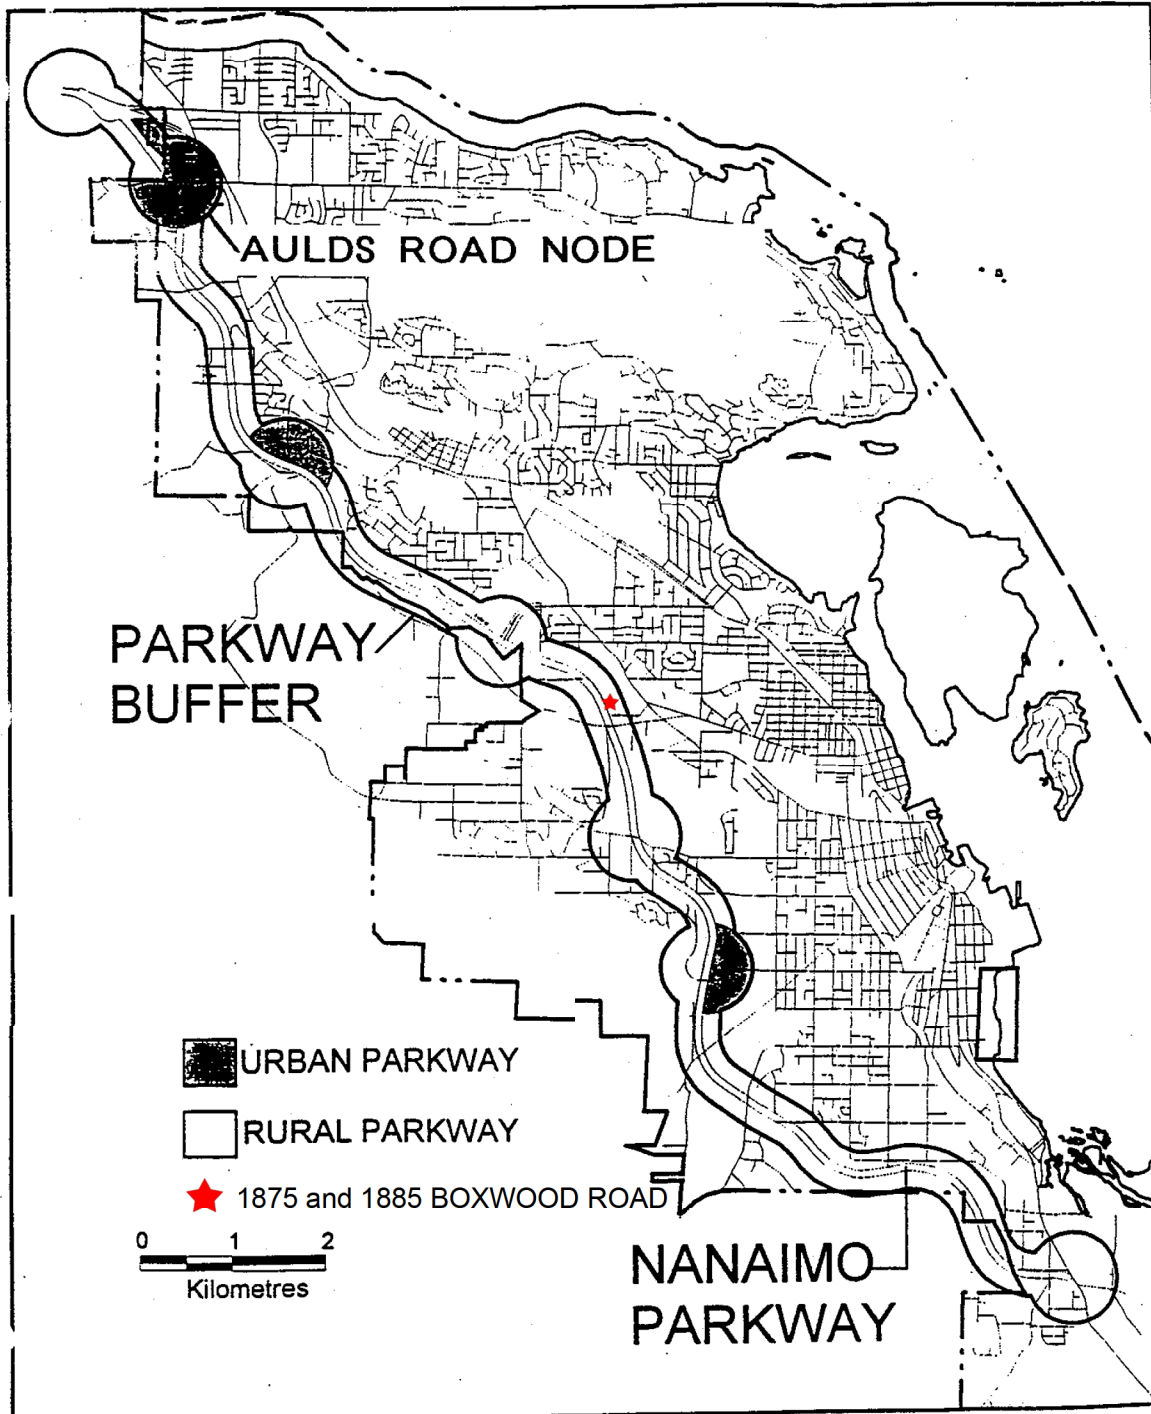 AULDS ROAD NODE
PARKWAY
BUFFER
URBAN PARKWAY
RURAL PARKWAY
1875 and 1885 BOXWOOD ROAD
0 1 2
Kilometres
NANAIMO
PARKWAY